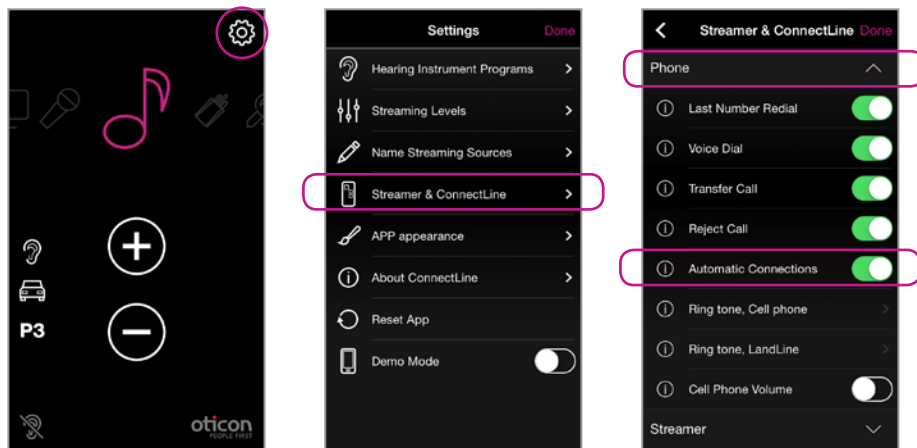 P3
oticon
PEOPLE FIRST
Settings
Done
Hearing Instrument Programs
Streaming Levels
Name Streaming Sources
Streamer & ConnectLine
APP appearance
About ConnectLine
Reset App
Demo Mode
Streamer & ConnectLine Done
Phone
Last Number Redial
Voice Dial
Transfer Call
Reject Call
Automatic Connections
Ring tone, Cell phone
Ring tone, LandLine
Cell Phone Volume
Streamer